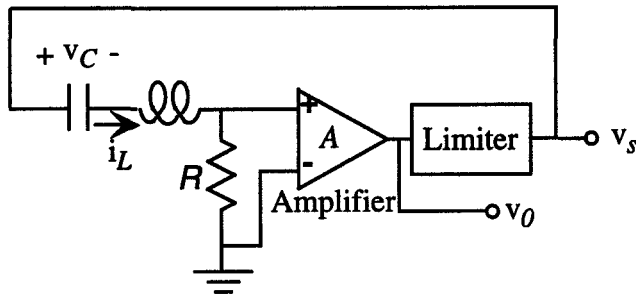 + v_C -
i_L
R
+
A
-
Amplifier
Limiter
v_s
v_0